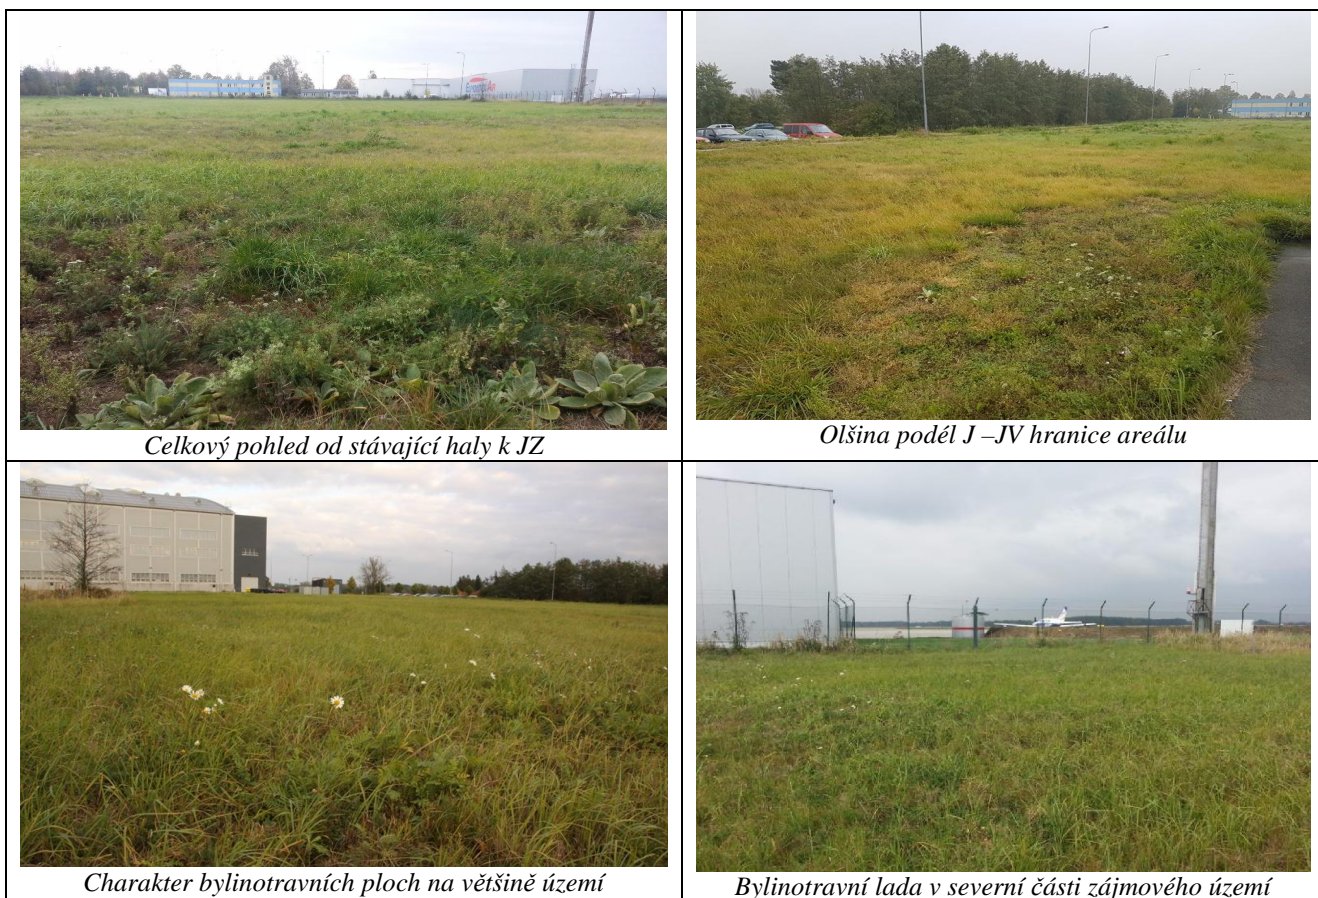 Celkový pohled od stávající haly k JZ
Olšina podél J –JV hranice areálu
Charakter bylinotravních ploch na většině území
Bylinotravní lada v severní části zájmového území